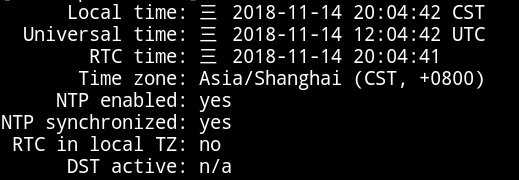 Local time: 三 2018-11-14 20:04:42 CST
Universal time: 三 2018-11-14 12:04:42 UTC
RTC time: 三 2018-11-14 20:04:41
Time zone: Asia/Shanghai (CST, +0800)
NTP enabled: yes
NTP synchronized: yes
RTC in local TZ: no
DST active: n/a